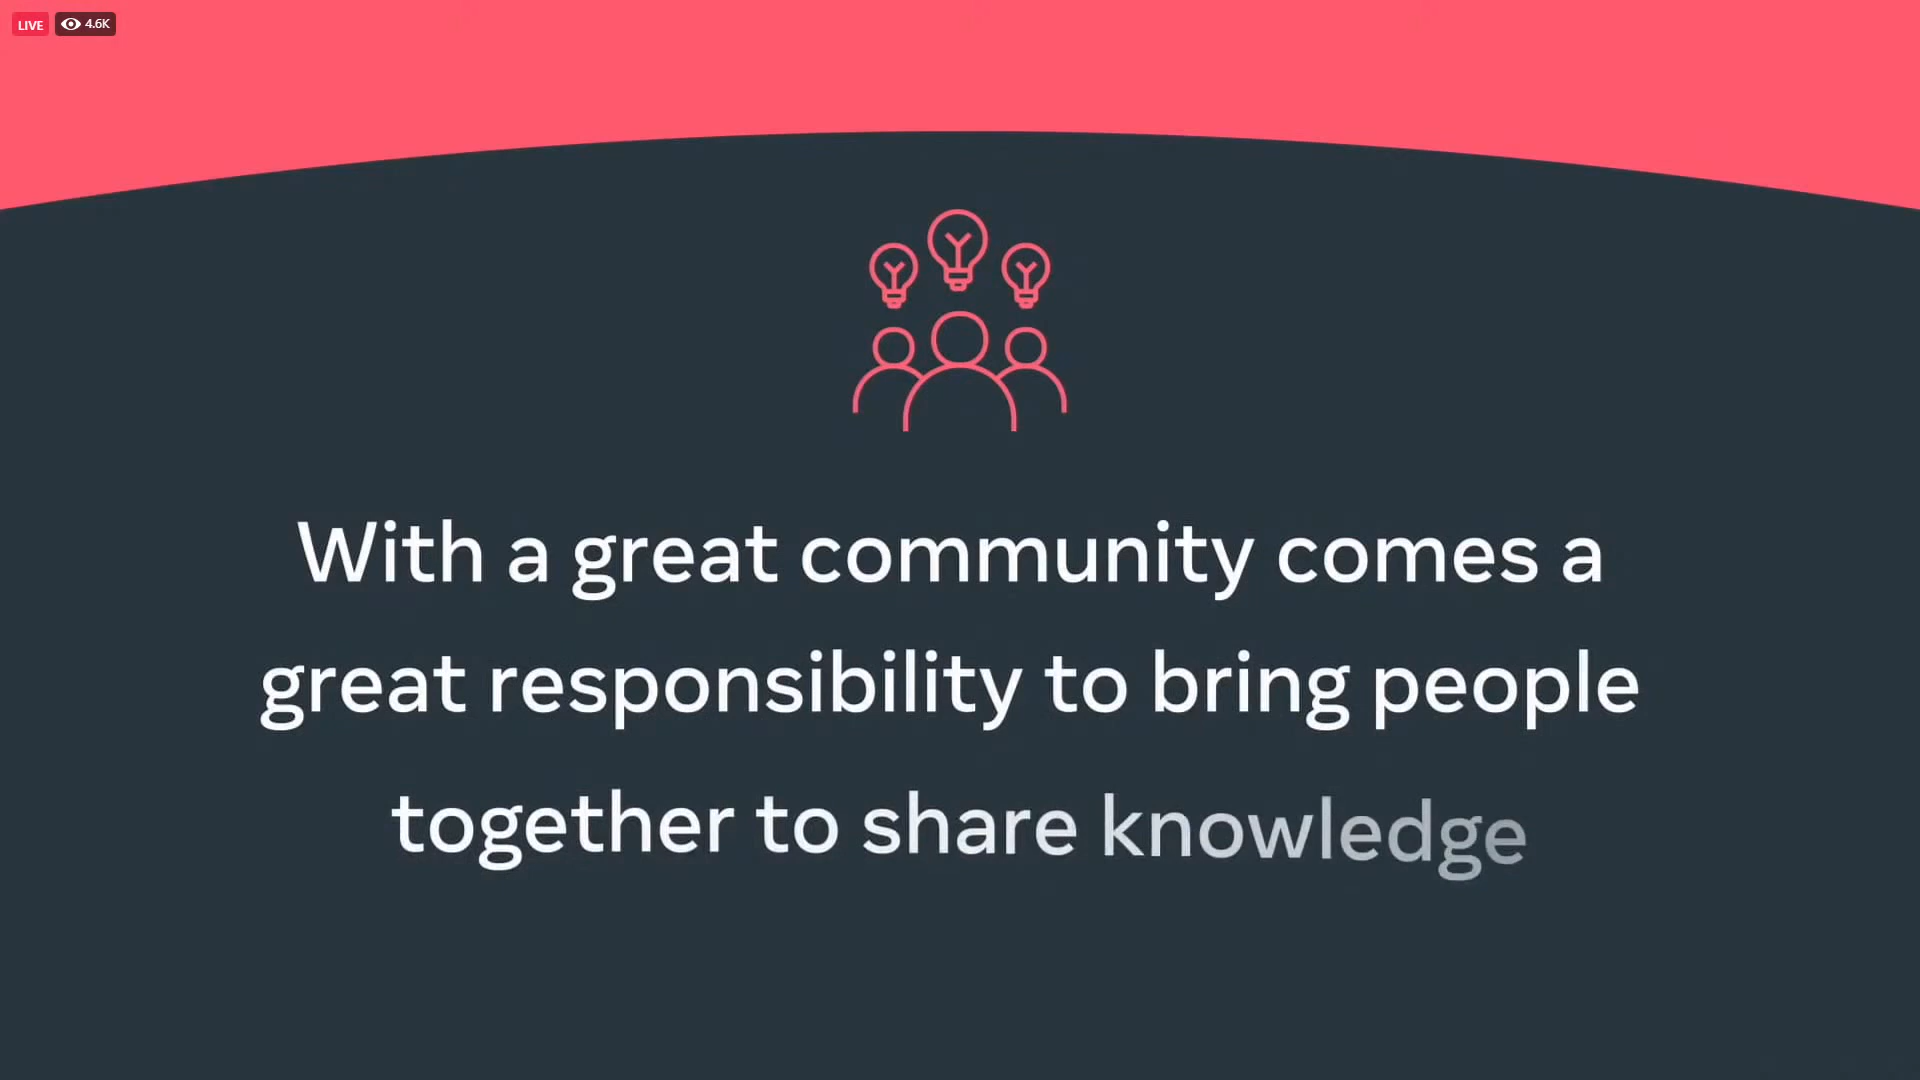 LIVE 4.6K
With a great community comes a
great responsibility to bring people
together to share knowledge